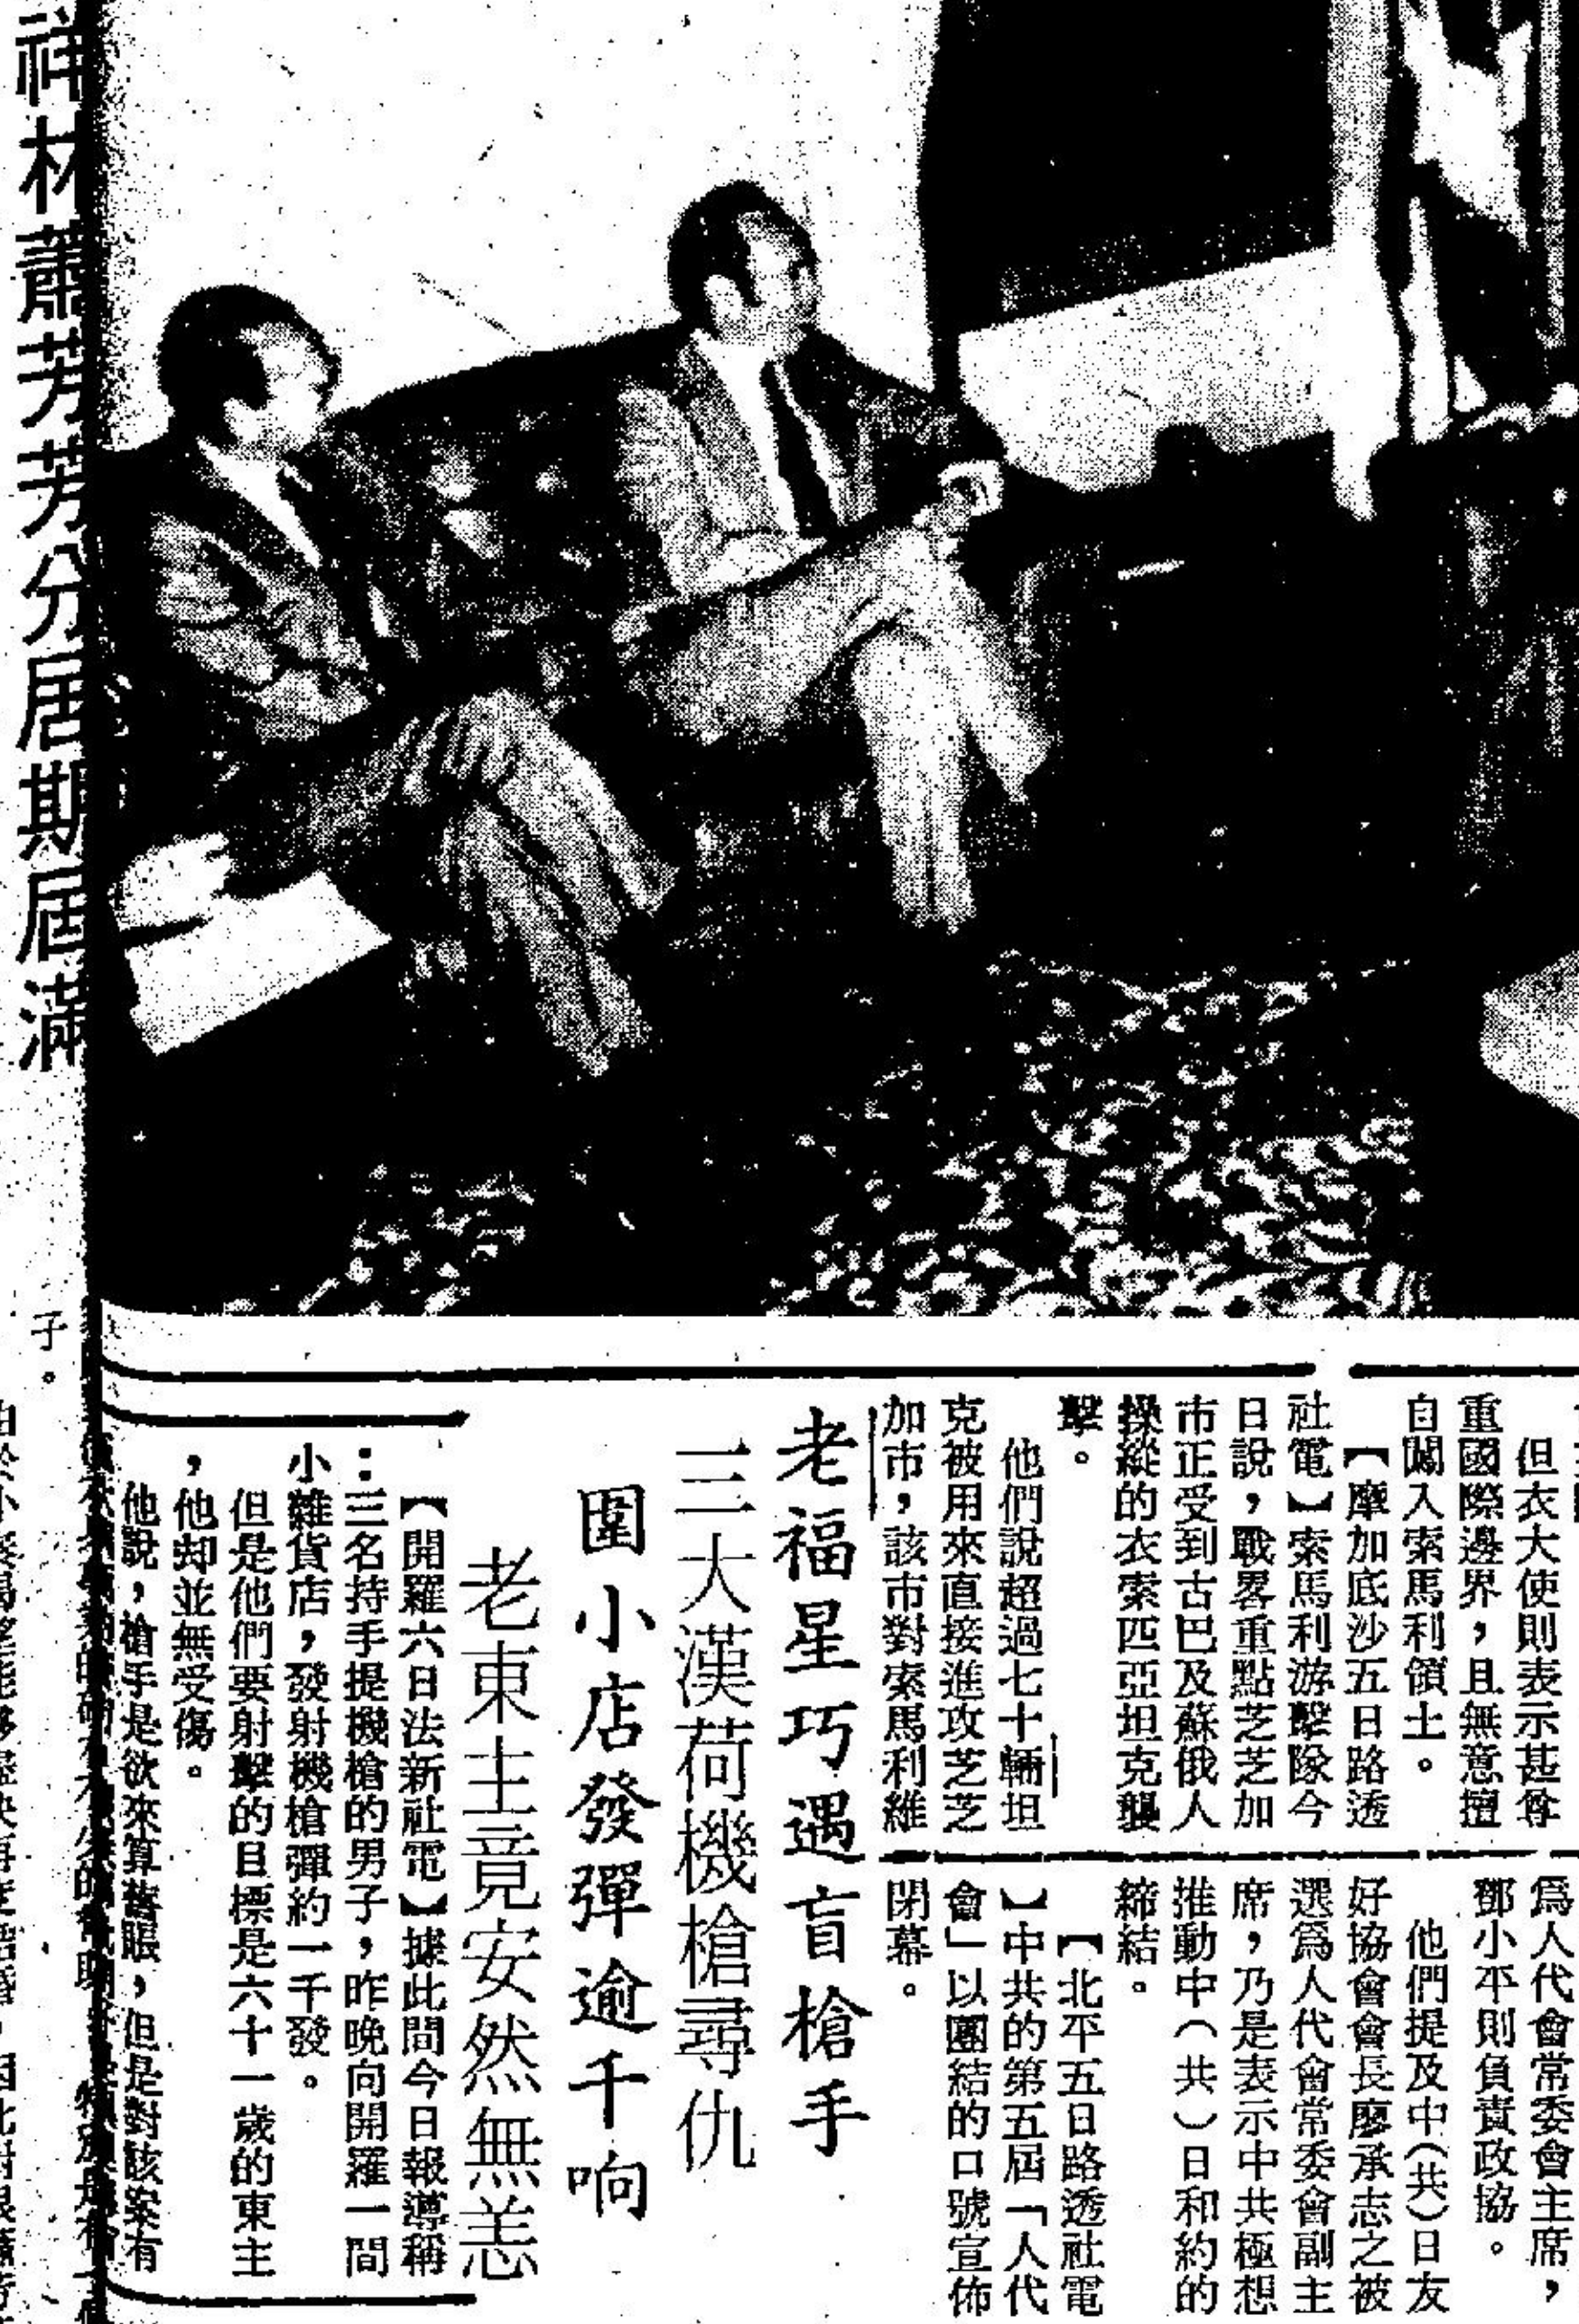 但衣大使則表示甚尊
重國際邊界，且無意擅
自闖入索馬利領土。
【摩加底沙五日路透
社電】索馬利游擊隊今
日說，戰畧重點芝芝加
市正受到古巴及蘇俄人
操縱的衣索匹亞坦克襲
擊。
他們說超過七十輛坦
克被用來直接進攻芝芝
加市，該市對索馬利維
爲人代會常委會主席，
鄧小平則負責政協。
他們提及中（共）日友
好協會會長廖承志之被
選爲人代會常委會副主
席，乃是表示中共極想
推動中（共）日和約的
締結。
【北平五日路透社電
】中共的第五屆「人代
會」以團結的口號宣佈
閉幕。
老福星巧遇盲槍手
三大漢荷機槍尋仇
圍小店發彈逾千响
老東主竟安然無恙
【開羅六日法新社電】據此間今日報導稱
：三名持手提機槍的男子，昨晚向開羅一間
小雜貨店，發射機槍彈約一千發。
但是他們要射擊的目標是六十一歲的東主
，他却並無受傷。
他說，槍手是欲來算舊賬，但是對該案有
祥林蕭芳芳分居期屆滿
子。